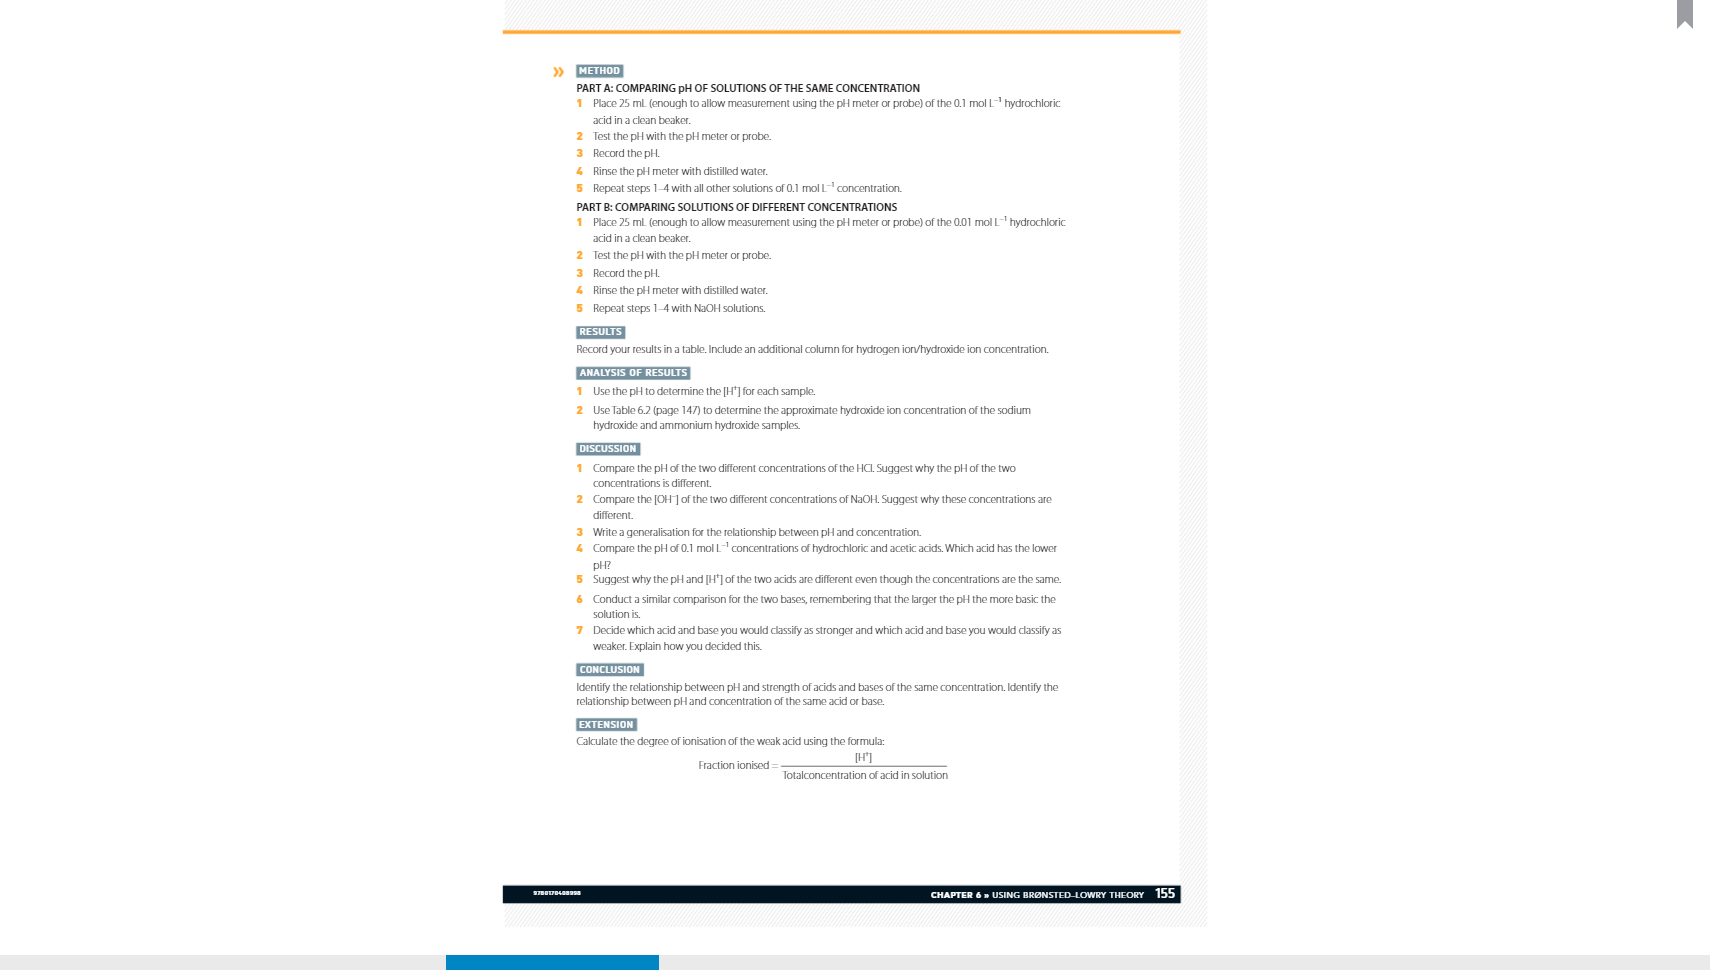 » METHOD
PART A: COMPARING pH OF SOLUTIONS OF THE SAME CONCENTRATION
1 Place 25 mL (enough to allow measurement using the pH meter or probe) of the 0.1 mol L⁻¹ hydrochloric
acid in a clean beaker.
2 Test the pH with the pH meter or probe.
3 Record the pH.
4 Rinse the pH meter with distilled water.
5 Repeat steps 1–4 with all other solutions of 0.1 mol L⁻¹ concentration.
PART B: COMPARING SOLUTIONS OF DIFFERENT CONCENTRATIONS
1 Place 25 mL (enough to allow measurement using the pH meter or probe) of the 0.01 mol L⁻¹ hydrochloric
acid in a clean beaker.
2 Test the pH with the pH meter or probe.
3 Record the pH.
4 Rinse the pH meter with distilled water.
5 Repeat steps 1–4 with NaOH solutions.
RESULTS
Record your results in a table. Include an additional column for hydrogen ion/hydroxide ion concentration.
ANALYSIS OF RESULTS
1 Use the pH to determine the [H⁺] for each sample.
2 Use Table 6.2 (page 147) to determine the approximate hydroxide ion concentration of the sodium
hydroxide and ammonium hydroxide samples.
DISCUSSION
1 Compare the pH of the two different concentrations of the HCl. Suggest why the pH of the two
concentrations is different.
2 Compare the [OH⁻] of the two different concentrations of NaOH. Suggest why these concentrations are
different.
3 Write a generalisation for the relationship between pH and concentration.
4 Compare the pH of 0.1 mol L⁻¹ concentrations of hydrochloric and acetic acids. Which acid has the lower
pH?
5 Suggest why the pH and [H⁺] of the two acids are different even though the concentrations are the same.
6 Conduct a similar comparison for the two bases, remembering that the larger the pH the more basic the
solution is.
7 Decide which acid and base you would classify as stronger and which acid and base you would classify as
weaker. Explain how you decided this.
CONCLUSION
Identify the relationship between pH and strength of acids and bases of the same concentration. Identify the
relationship between pH and concentration of the same acid or base.
EXTENSION
Calculate the degree of ionisation of the weak acid using the formula:
[H⁺]
Fraction ionised =
Totalconcentration of acid in solution
9780170408998
CHAPTER 6 » USING BRØNSTED–LOWRY THEORY 155